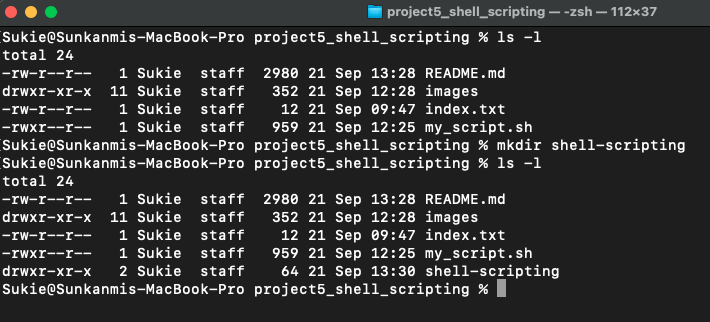 project5_shell_scripting — -zsh — 112×37
[Sukie@Sunkanmis-MacBook-Pro project5_shell_scripting % ls -l
total 24
-rw-r--r--   1 Sukie  staff  2980 21 Sep 13:28 README.md
drwxr-xr-x  11 Sukie  staff   352 21 Sep 12:28 images
-rw-r--r--   1 Sukie  staff    12 21 Sep 09:47 index.txt
-rw-r--r--   1 Sukie  staff   959 21 Sep 12:25 my_script.sh
[Sukie@Sunkanmis-MacBook-Pro project5_shell_scripting % mkdir shell-scripting
[Sukie@Sunkanmis-MacBook-Pro project5_shell_scripting % ls -l
total 24
-rw-r--r--   1 Sukie  staff  2980 21 Sep 13:28 README.md
drwxr-xr-x  11 Sukie  staff   352 21 Sep 12:28 images
-rw-r--r--   1 Sukie  staff    12 21 Sep 09:47 index.txt
-rwxr--r--   1 Sukie  staff   959 21 Sep 12:25 my_script.sh
drwxr-xr-x   2 Sukie  staff    64 21 Sep 13:30 shell-scripting
Sukie@Sunkanmis-MacBook-Pro project5_shell_scripting %